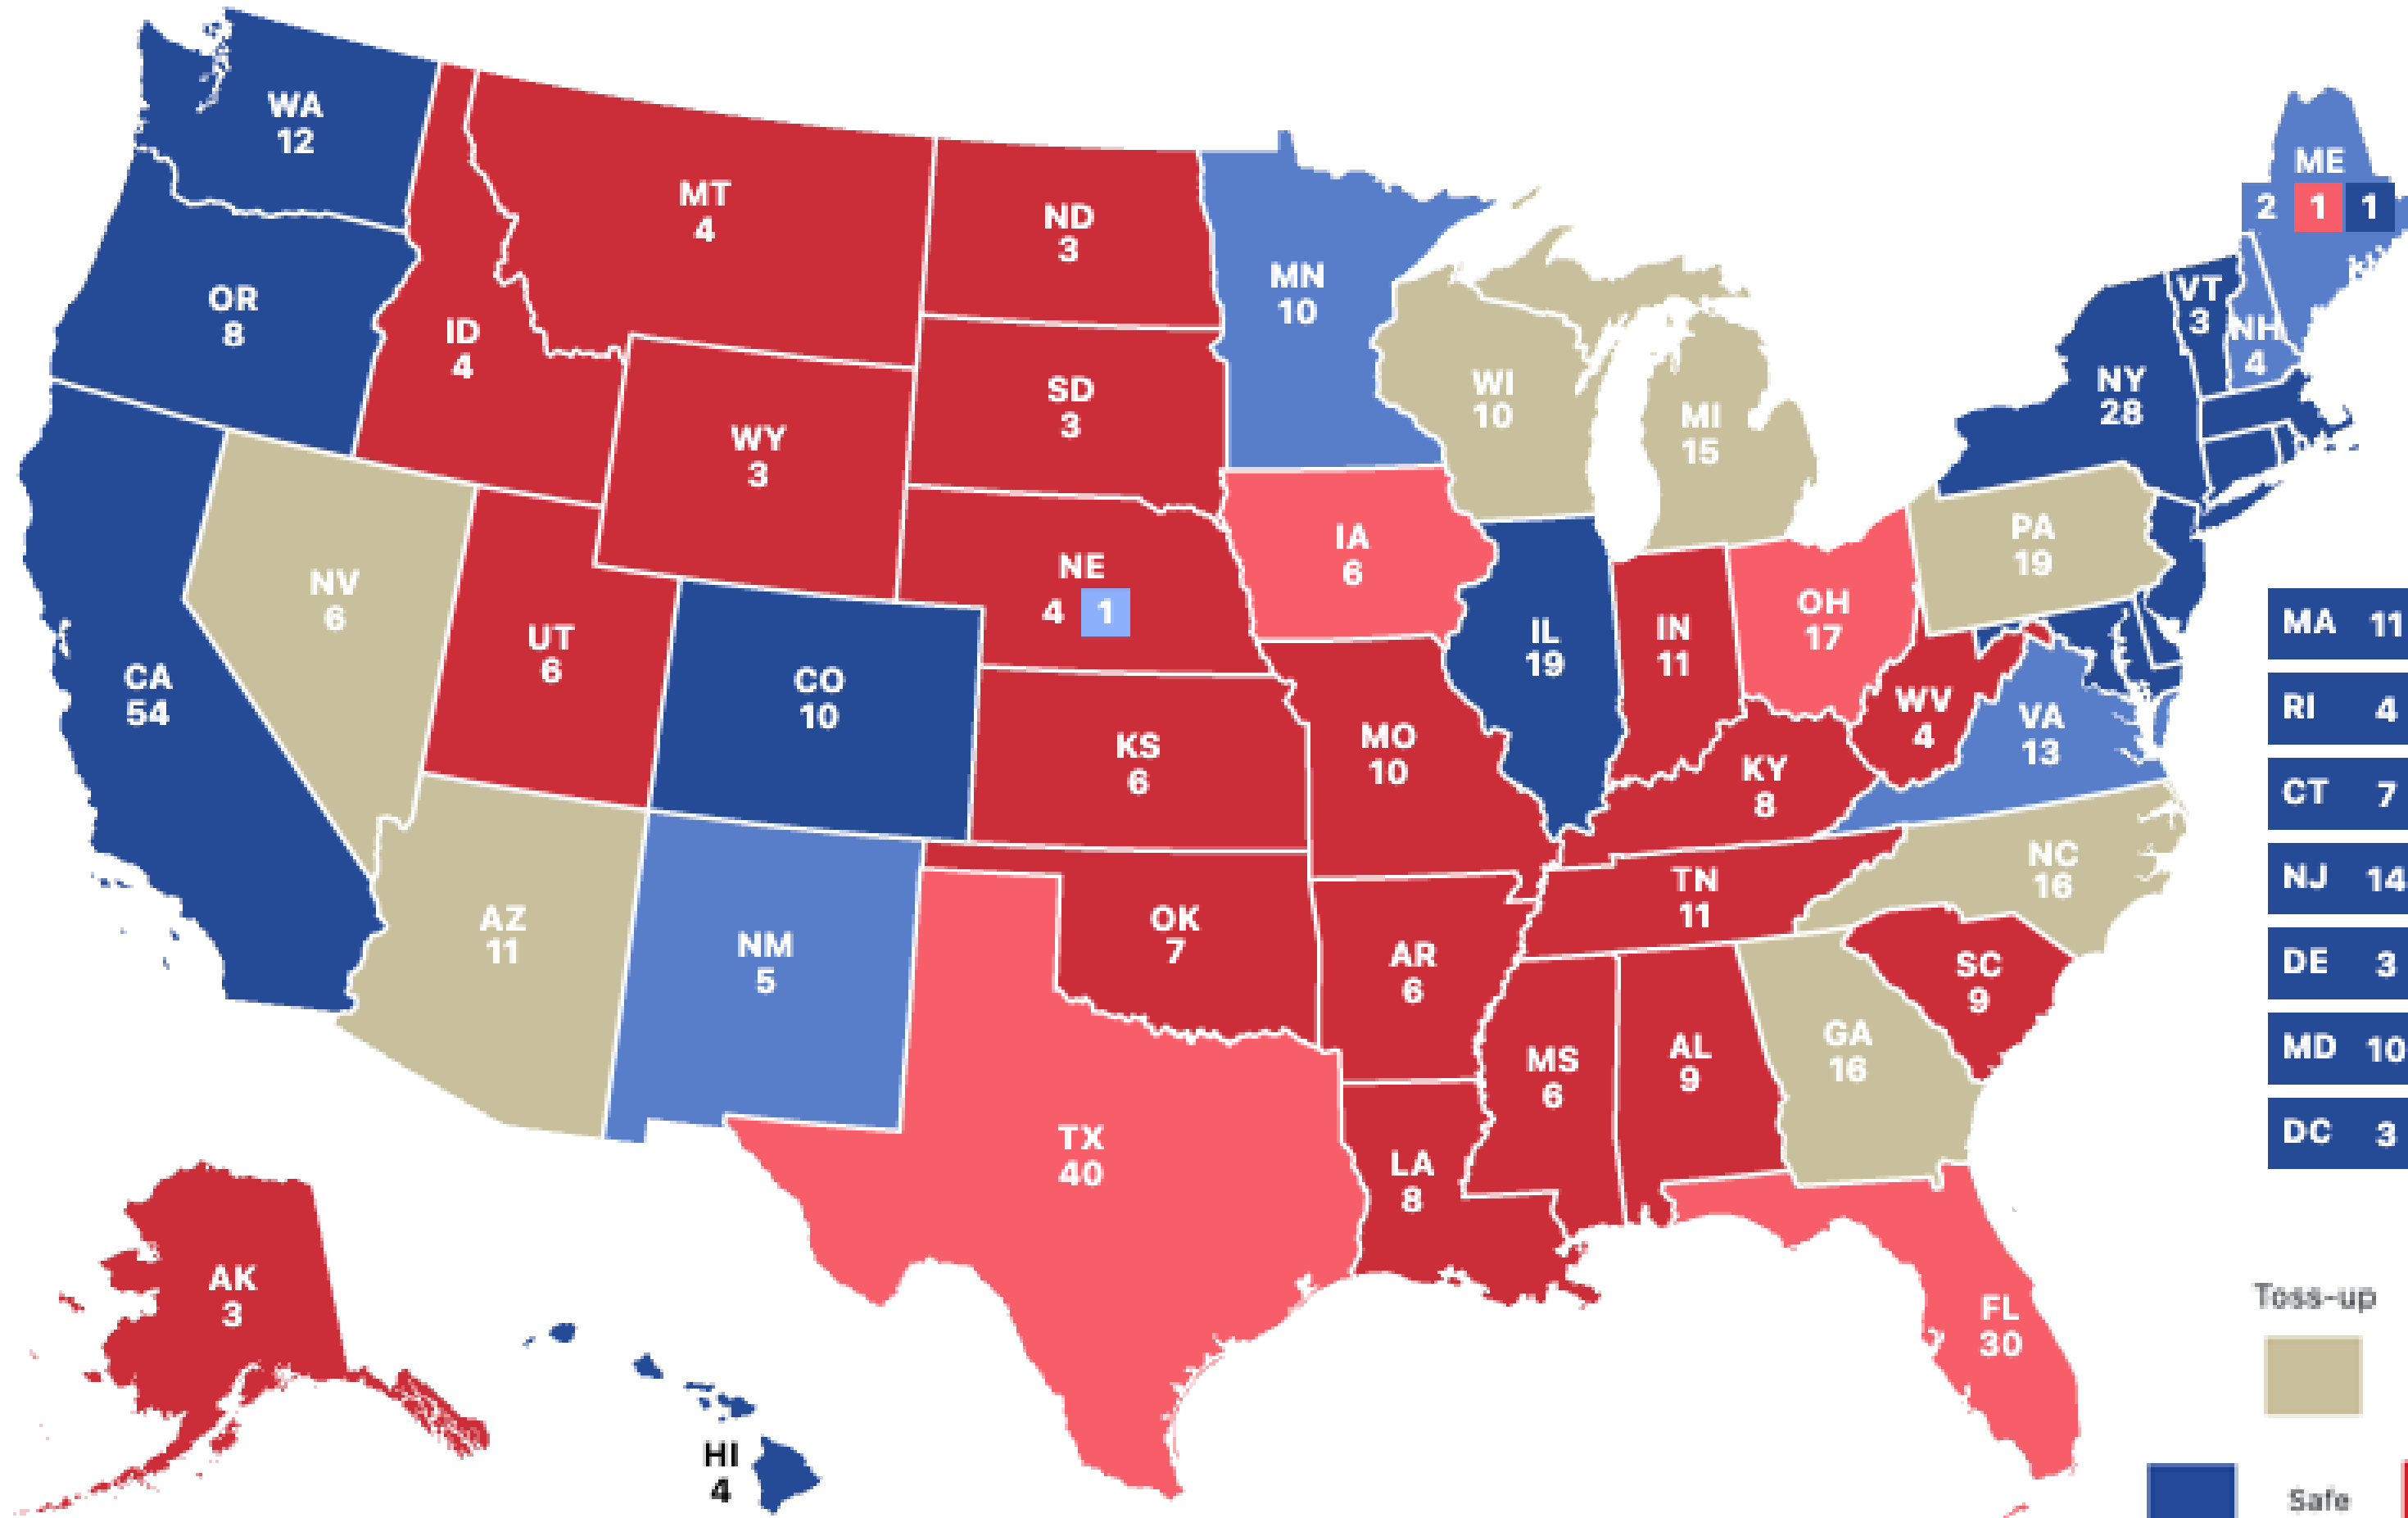 WA
12
MT
4
ND
3
MN
10
ME
2 1 1
OR
8
ID
4
VT
3
NH
4
WI
10
MI
15
NY
28
SD
3
WY
3
NV
6
IA
6
PA
19
NE
4 1
UT
6
CO
10
IL
19
IN
11
OH
17
MA 11
CA
54
KS
6
MO
10
KY
8
WV
4
VA
13
RI 4
CT 7
NC
16
NJ 14
TN
11
AZ
11
NM
5
OK
7
AR
6
SC
9
DE 3
GA
16
MS
6
AL
9
MD 10
DC 3
TX
40
LA
8
AK
3
FL
30
Toss-up
HI
4
Safe